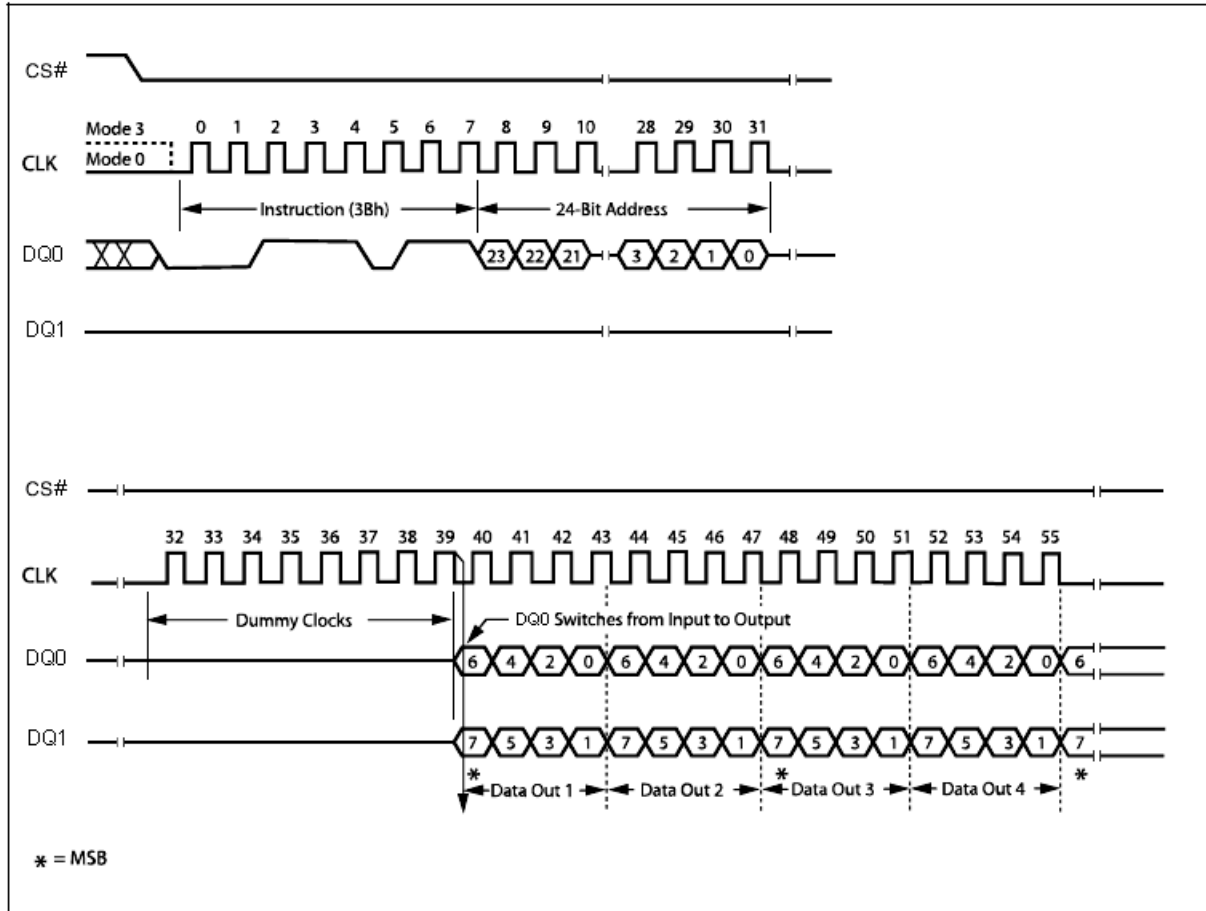 CS#
Mode 3
0 1 2 3 4 5 6 7 8 9 10 28 29 30 31
CLK
Mode 0
Instruction (3Bh) 24-Bit Address
DQ0 23 22 21 3 2 1 0
DQ1
CS#
32 33 34 35 36 37 38 39 40 41 42 43 44 45 46 47 48 49 50 51 52 53 54 55
CLK
Dummy Clocks DQ0 Switches from Input to Output
DQ0 6 4 2 0 6 4 2 0 6 4 2 0 6 4 2 0 6
DQ1 7 5 3 1 7 5 3 1 7 5 3 1 7 5 3 1 7
* * *
Data Out 1 Data Out 2 Data Out 3 Data Out 4
* = MSB